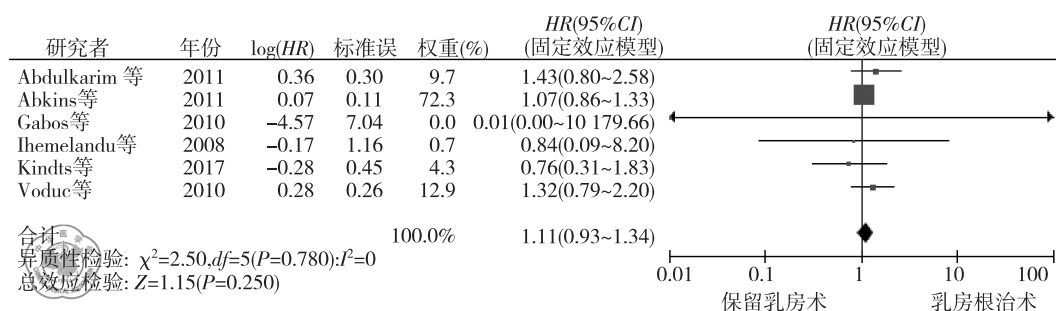 HR(95%CI) HR(95%CI)
研究者 年份 log(HR) 标准误 权重(%) (固定效应模型) (固定效应模型)
Abdulkarim 等 2011 0.36 0.30 9.7 1.43(0.80~2.58)
Abkins等 2011 0.07 0.11 72.3 1.07(0.86~1.33)
Gabos等 2010 -4.57 7.04 0.0 0.01(0.00~10 179.66)
Ihemelandu等 2008 -0.17 1.16 0.7 0.84(0.09~8.20)
Kindts等 2017 -0.28 0.45 4.3 0.76(0.31~1.83)
Voduc等 2010 0.28 0.26 12.9 1.32(0.79~2.20)
合计 100.0% 1.11(0.93~1.34)
异质性检验: χ²=2.50,df=5(P=0.780):I²=0
总效应检验: Z=1.15(P=0.250)
0.01 0.1 1 10 100
保留乳房术 乳房根治术